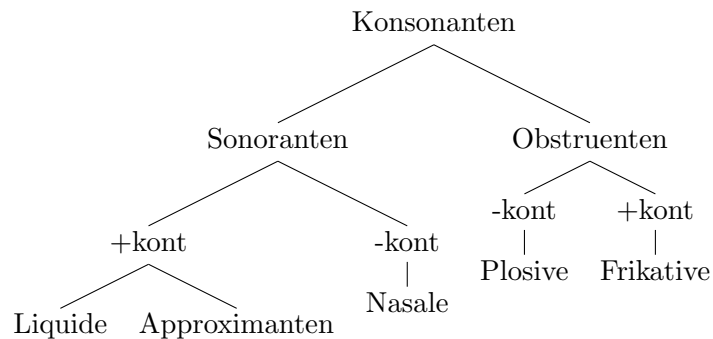 Konsonanten
Sonoranten Obstruenten
-kont +kont
+kont -kont
Plosive Frikative
Nasale
Liquide Approximanten